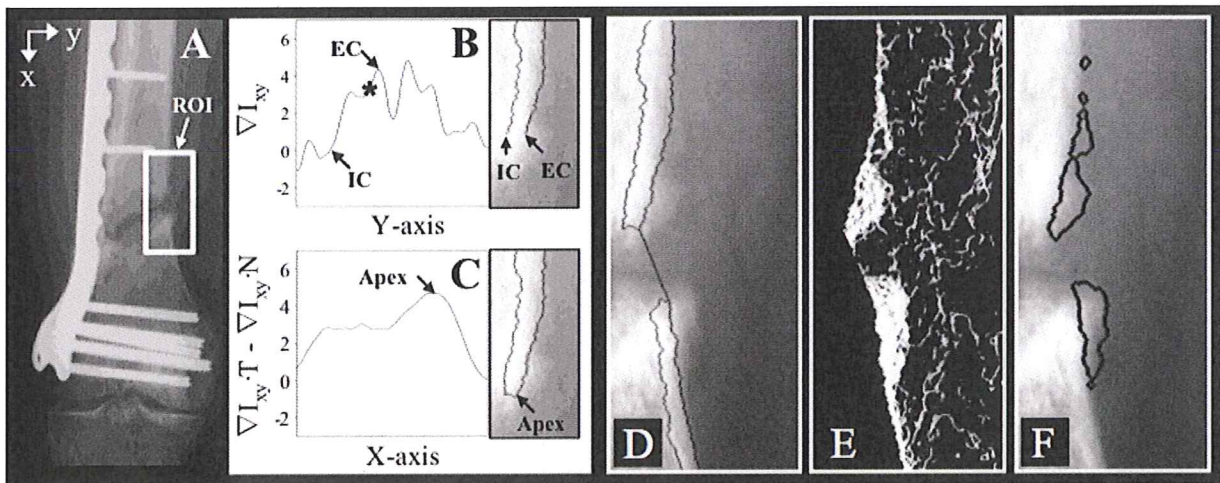 y
x
A
ROI
B
6
4
2
0
-2
∇I_xy
EC
*
IC
Y-axis
IC
EC
C
6
4
2
0
-2
∇I_xy·T - ∇I_xy·N
Apex
X-axis
Apex
D
E
F